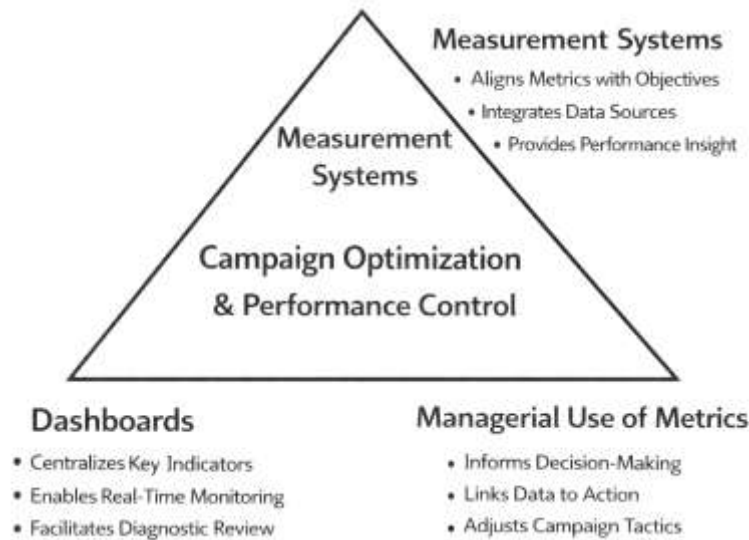 Measurement Systems
• Aligns Metrics with Objectives
• Integrates Data Sources
• Provides Performance Insight
Measurement
Systems
Campaign Optimization
& Performance Control
Dashboards
• Centralizes Key Indicators
• Enables Real-Time Monitoring
• Facilitates Diagnostic Review
Managerial Use of Metrics
• Informs Decision-Making
• Links Data to Action
• Adjusts Campaign Tactics